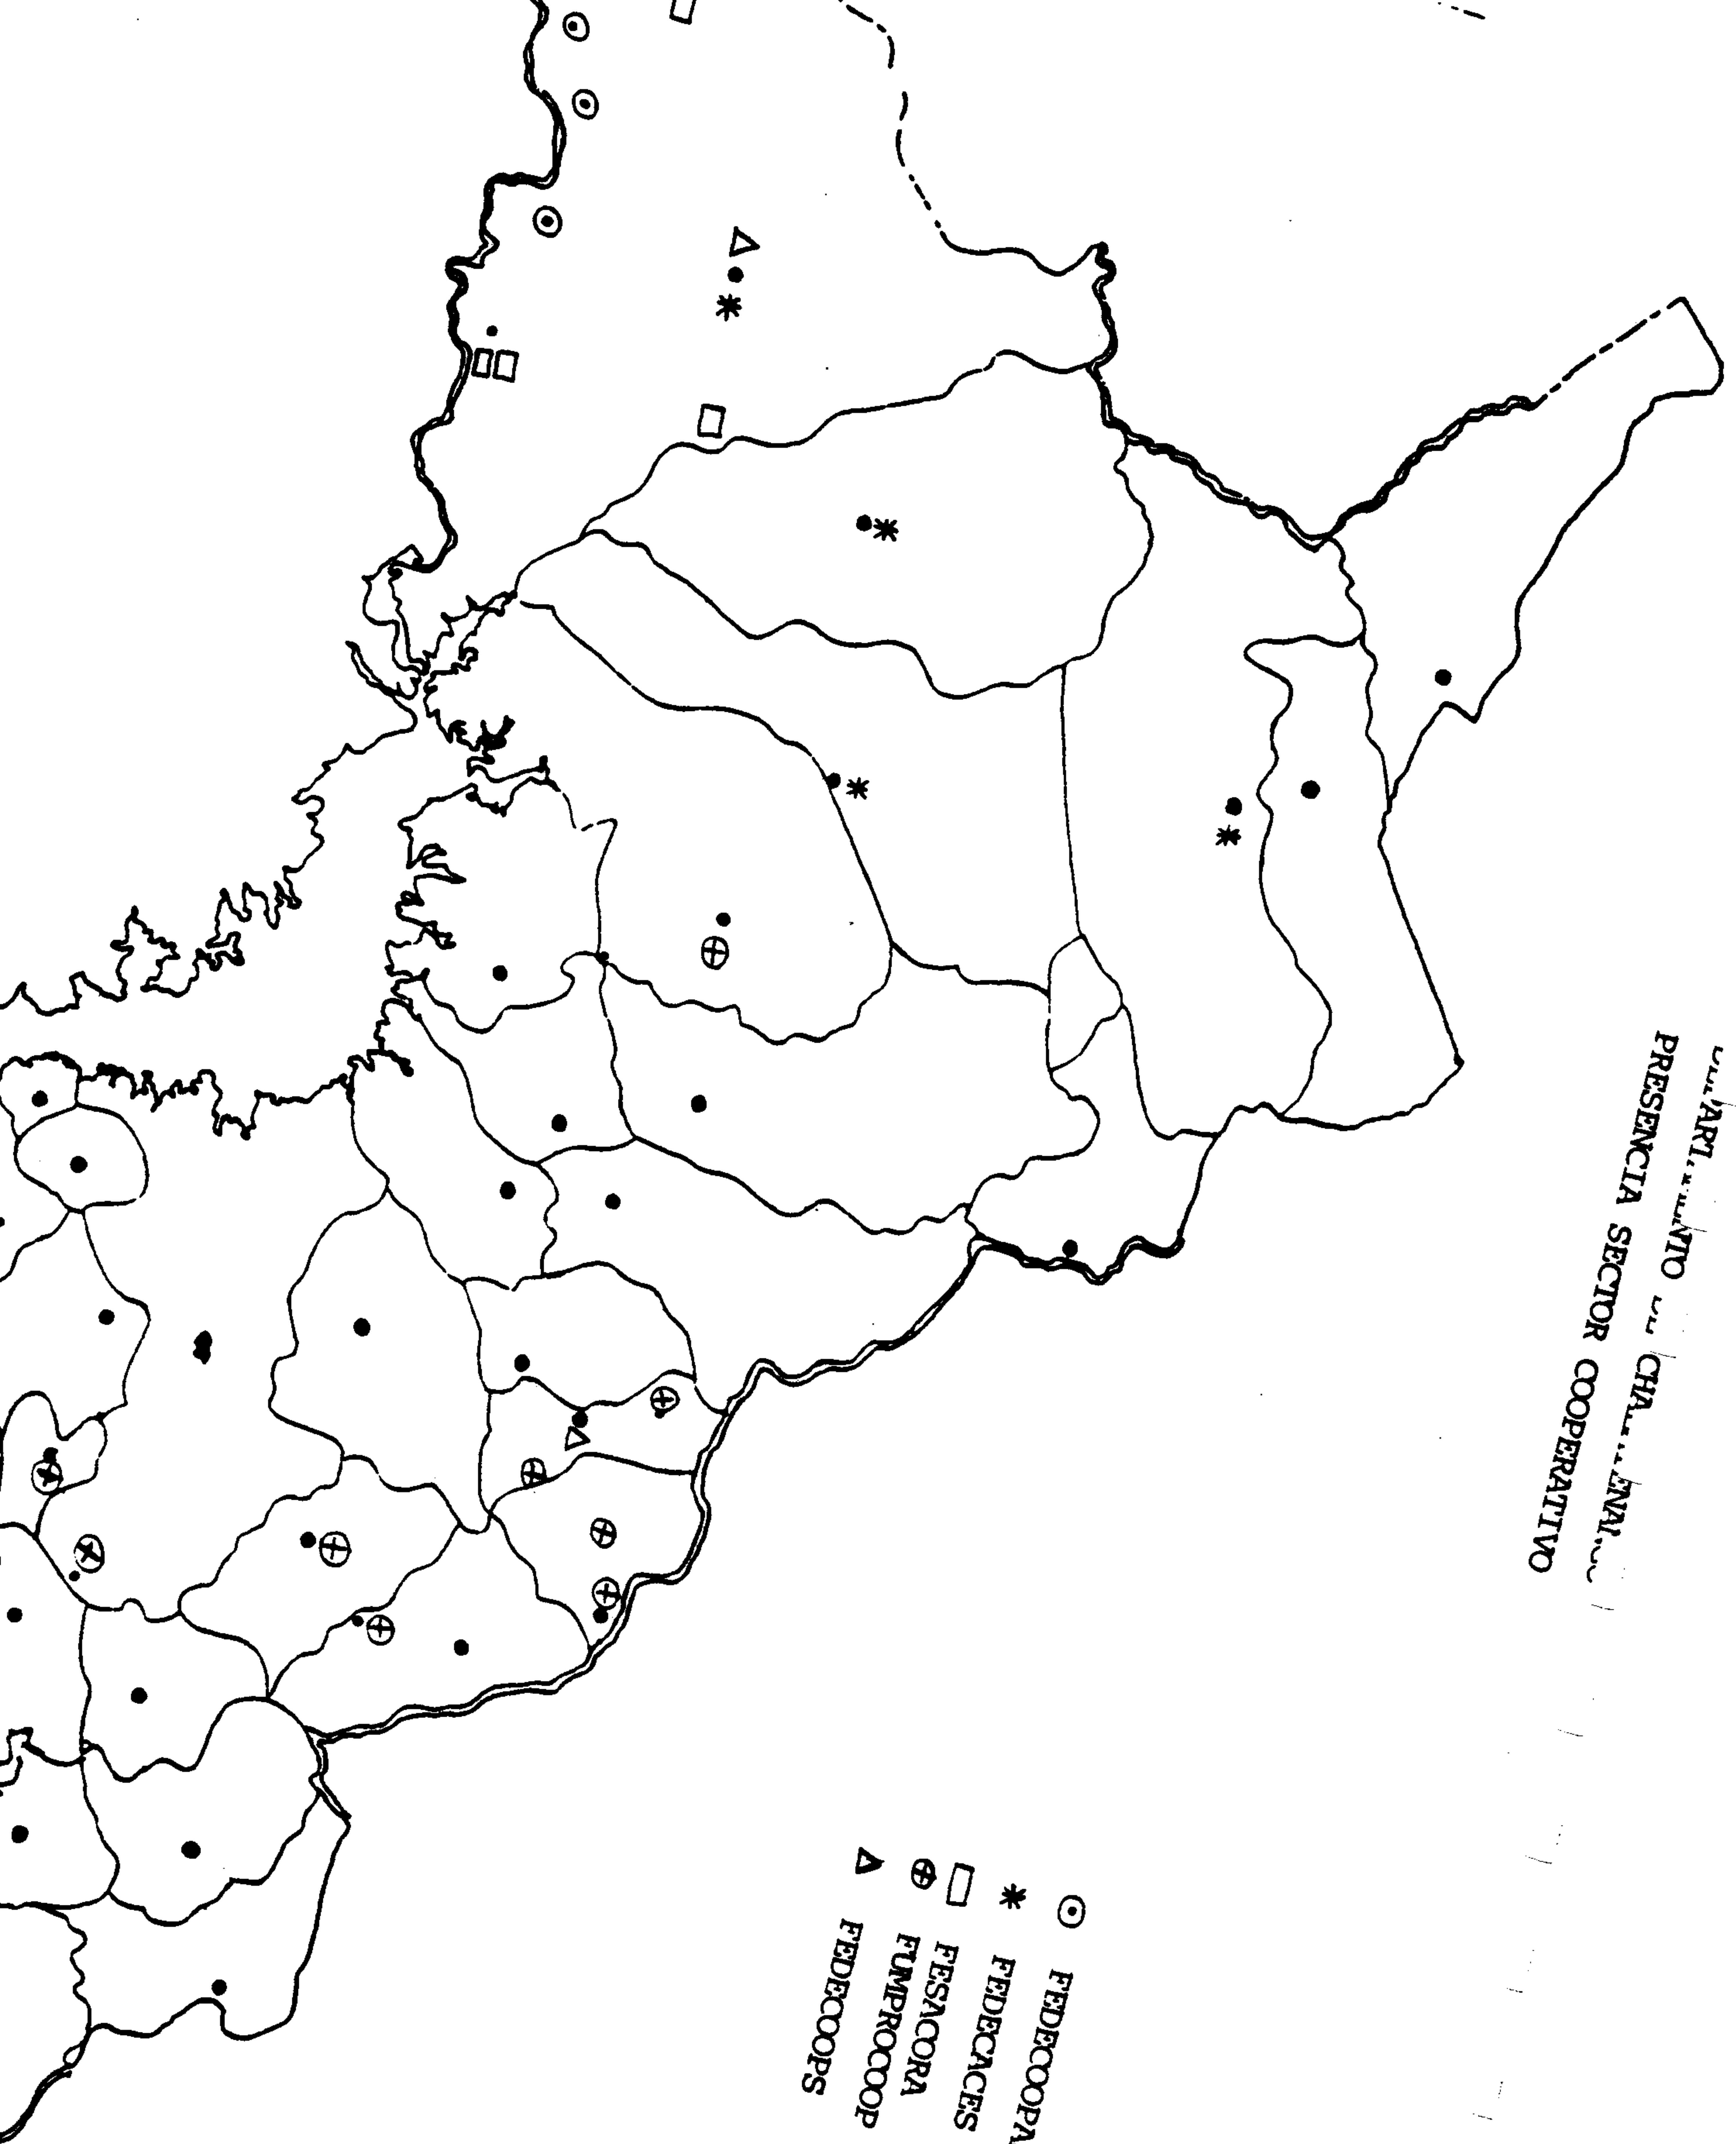 PRESENCIA SECTOR COOPERATIVO
FEDECOOPA
FEDECACES
FESACORA
FUMPROCOOP
FEDECOOPS